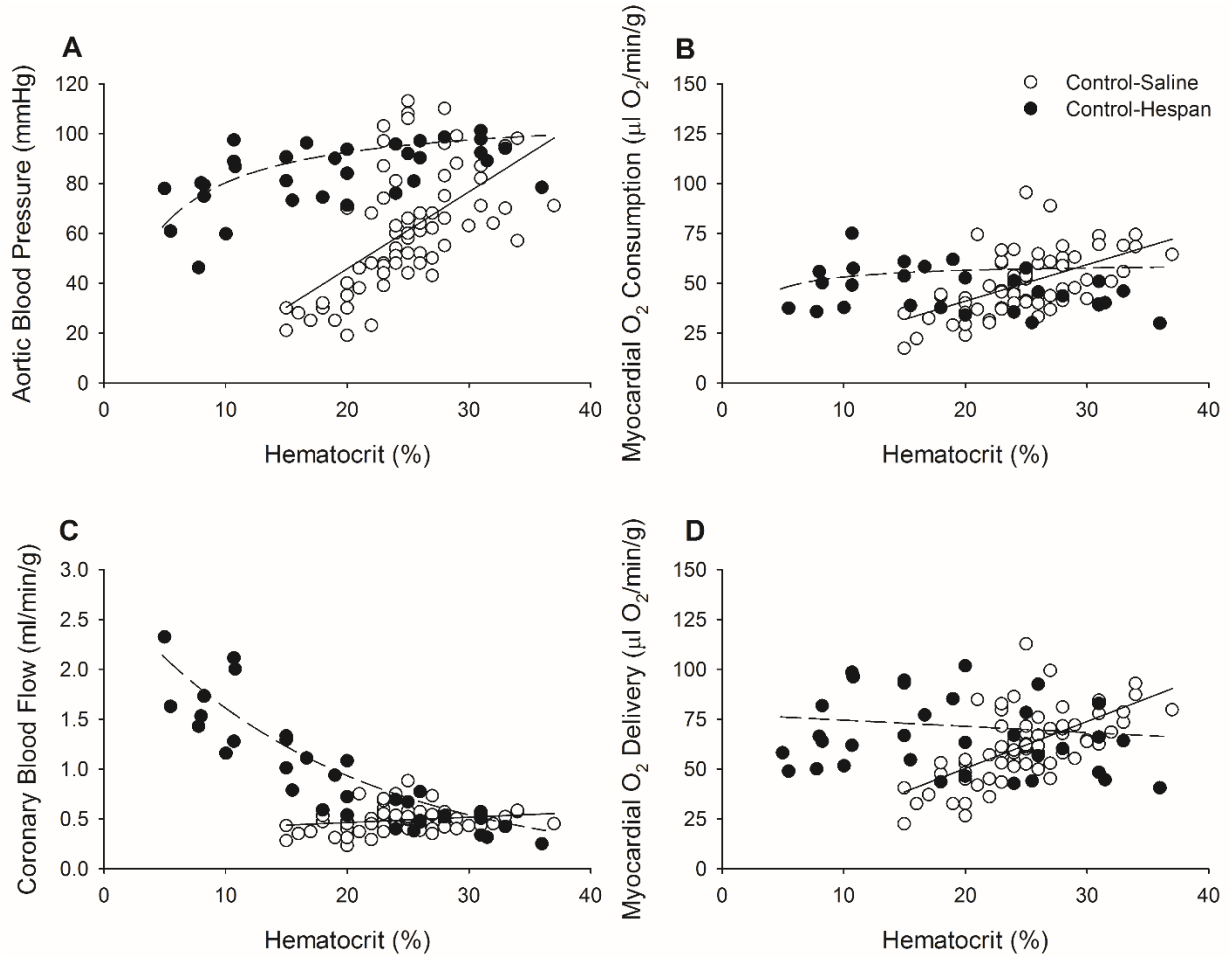 A
Aortic Blood Pressure (mmHg)
120
100
80
60
40
20
0
0 10 20 30 40
Hematocrit (%)
B
Myocardial O2 Consumption (μl O2/min/g)
150
125
100
75
50
25
0
0 10 20 30 40
Hematocrit (%)
Control-Saline
Control-Hespan
C
Coronary Blood Flow (ml/min/g)
3.0
2.5
2.0
1.5
1.0
0.5
0.0
0 10 20 30 40
Hematocrit (%)
D
Myocardial O2 Delivery (μl O2/min/g)
150
125
100
75
50
25
0
0 10 20 30 40
Hematocrit (%)